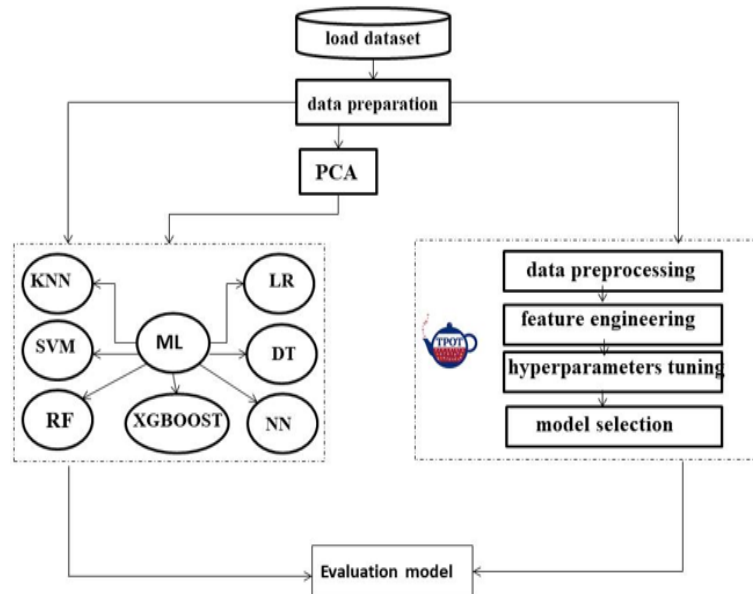 load dataset
data preparation
PCA
KNN
LR
ML
SVM
DT
RF
XGBOOST
NN
TPOT
data preprocessing
feature engineering
hyperparameters tuning
model selection
Evaluation model